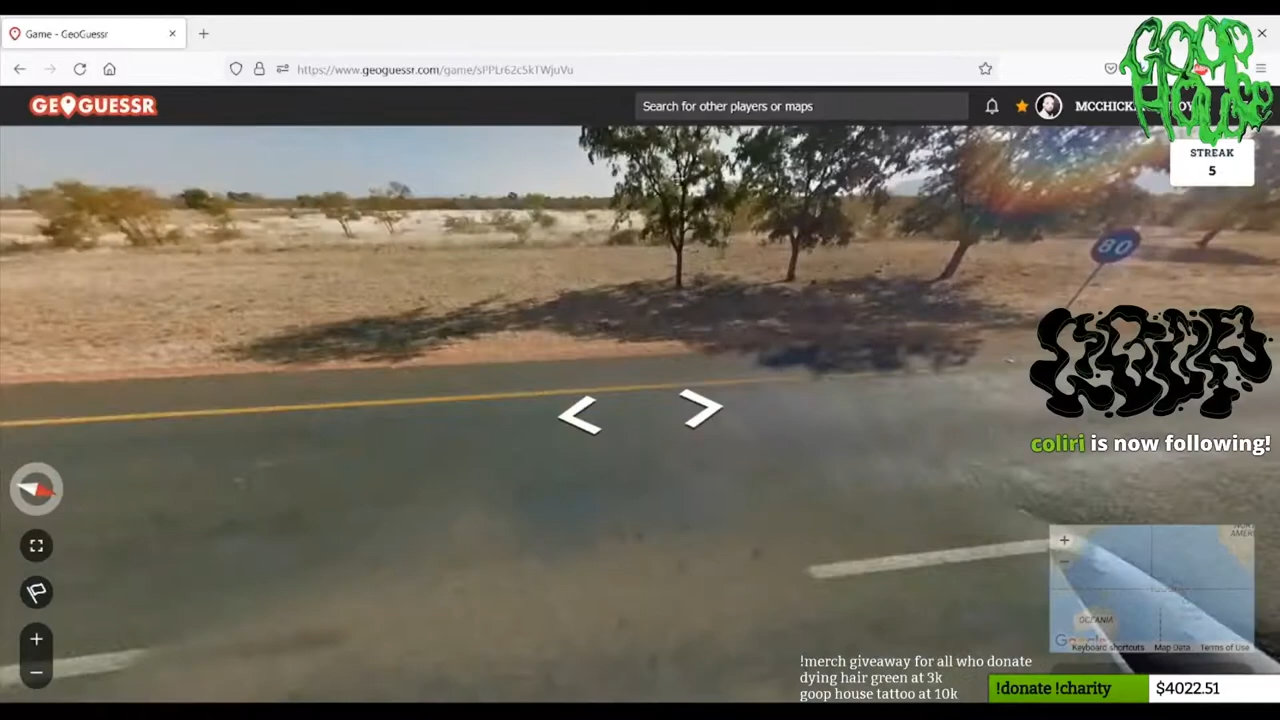 Game - GeoGuessr
https://www.geoguessr.com/game/sPPLr62c5kTWjuVu
GEOGUESSR
Search for other players or maps
GOOP
HOUSE
STREAK
5
80
coliri is now following!
OCEANIA
Keyboard shortcuts Map Data Terms of Use
!merch giveaway for all who donate
dying hair green at 3k
goop house tattoo at 10k
!donate !charity $4022.51